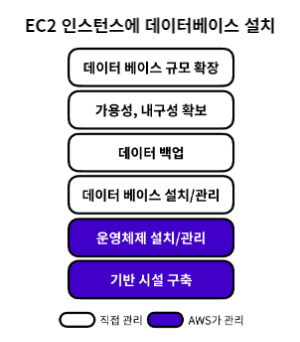 EC2 인스턴스에 데이터베이스 설치
데이터 베이스 규모 확장
가용성, 내구성 확보
데이터 백업
데이터 베이스 설치/관리
운영체제 설치/관리
기반 시설 구축
직접 관리 AWS가 관리